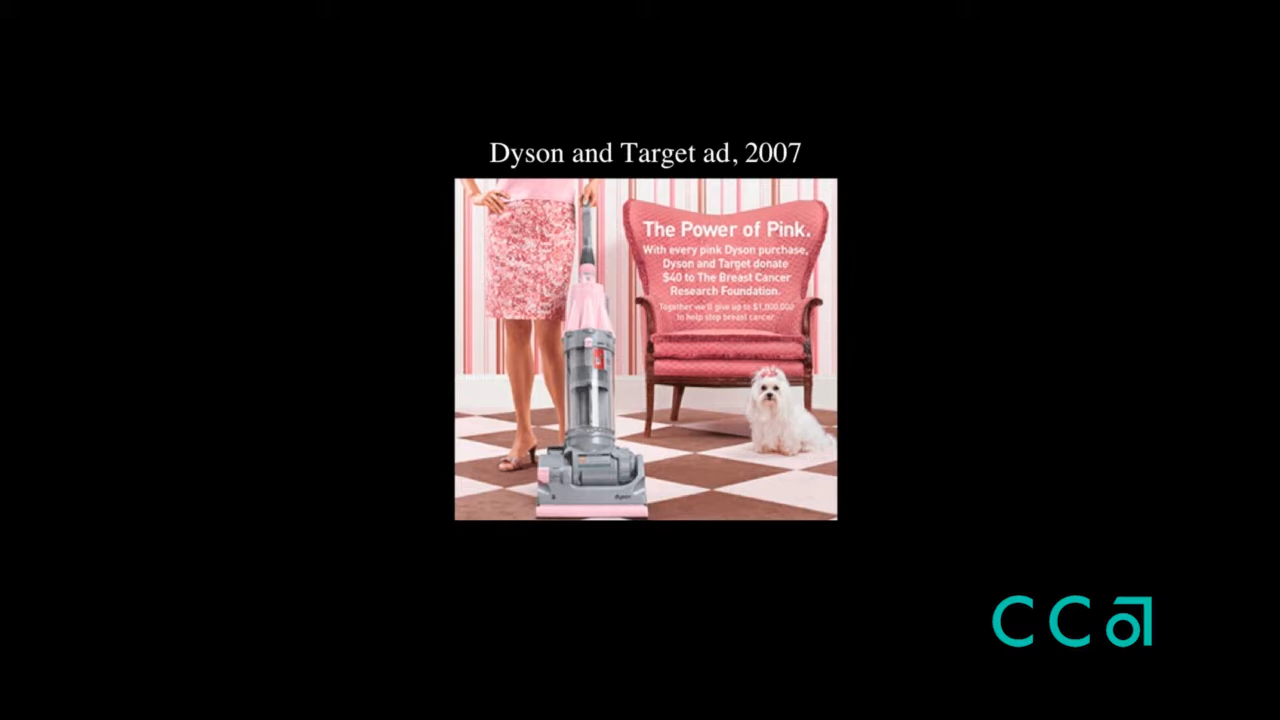 Dyson and Target ad, 2007
The Power of Pink.
With every pink Dyson purchase,
Dyson and Target donate
$40 to The Breast Cancer
Research Foundation.
Together we'll give up to $1,000,000
to help stop breast cancer.
dyson
CCa